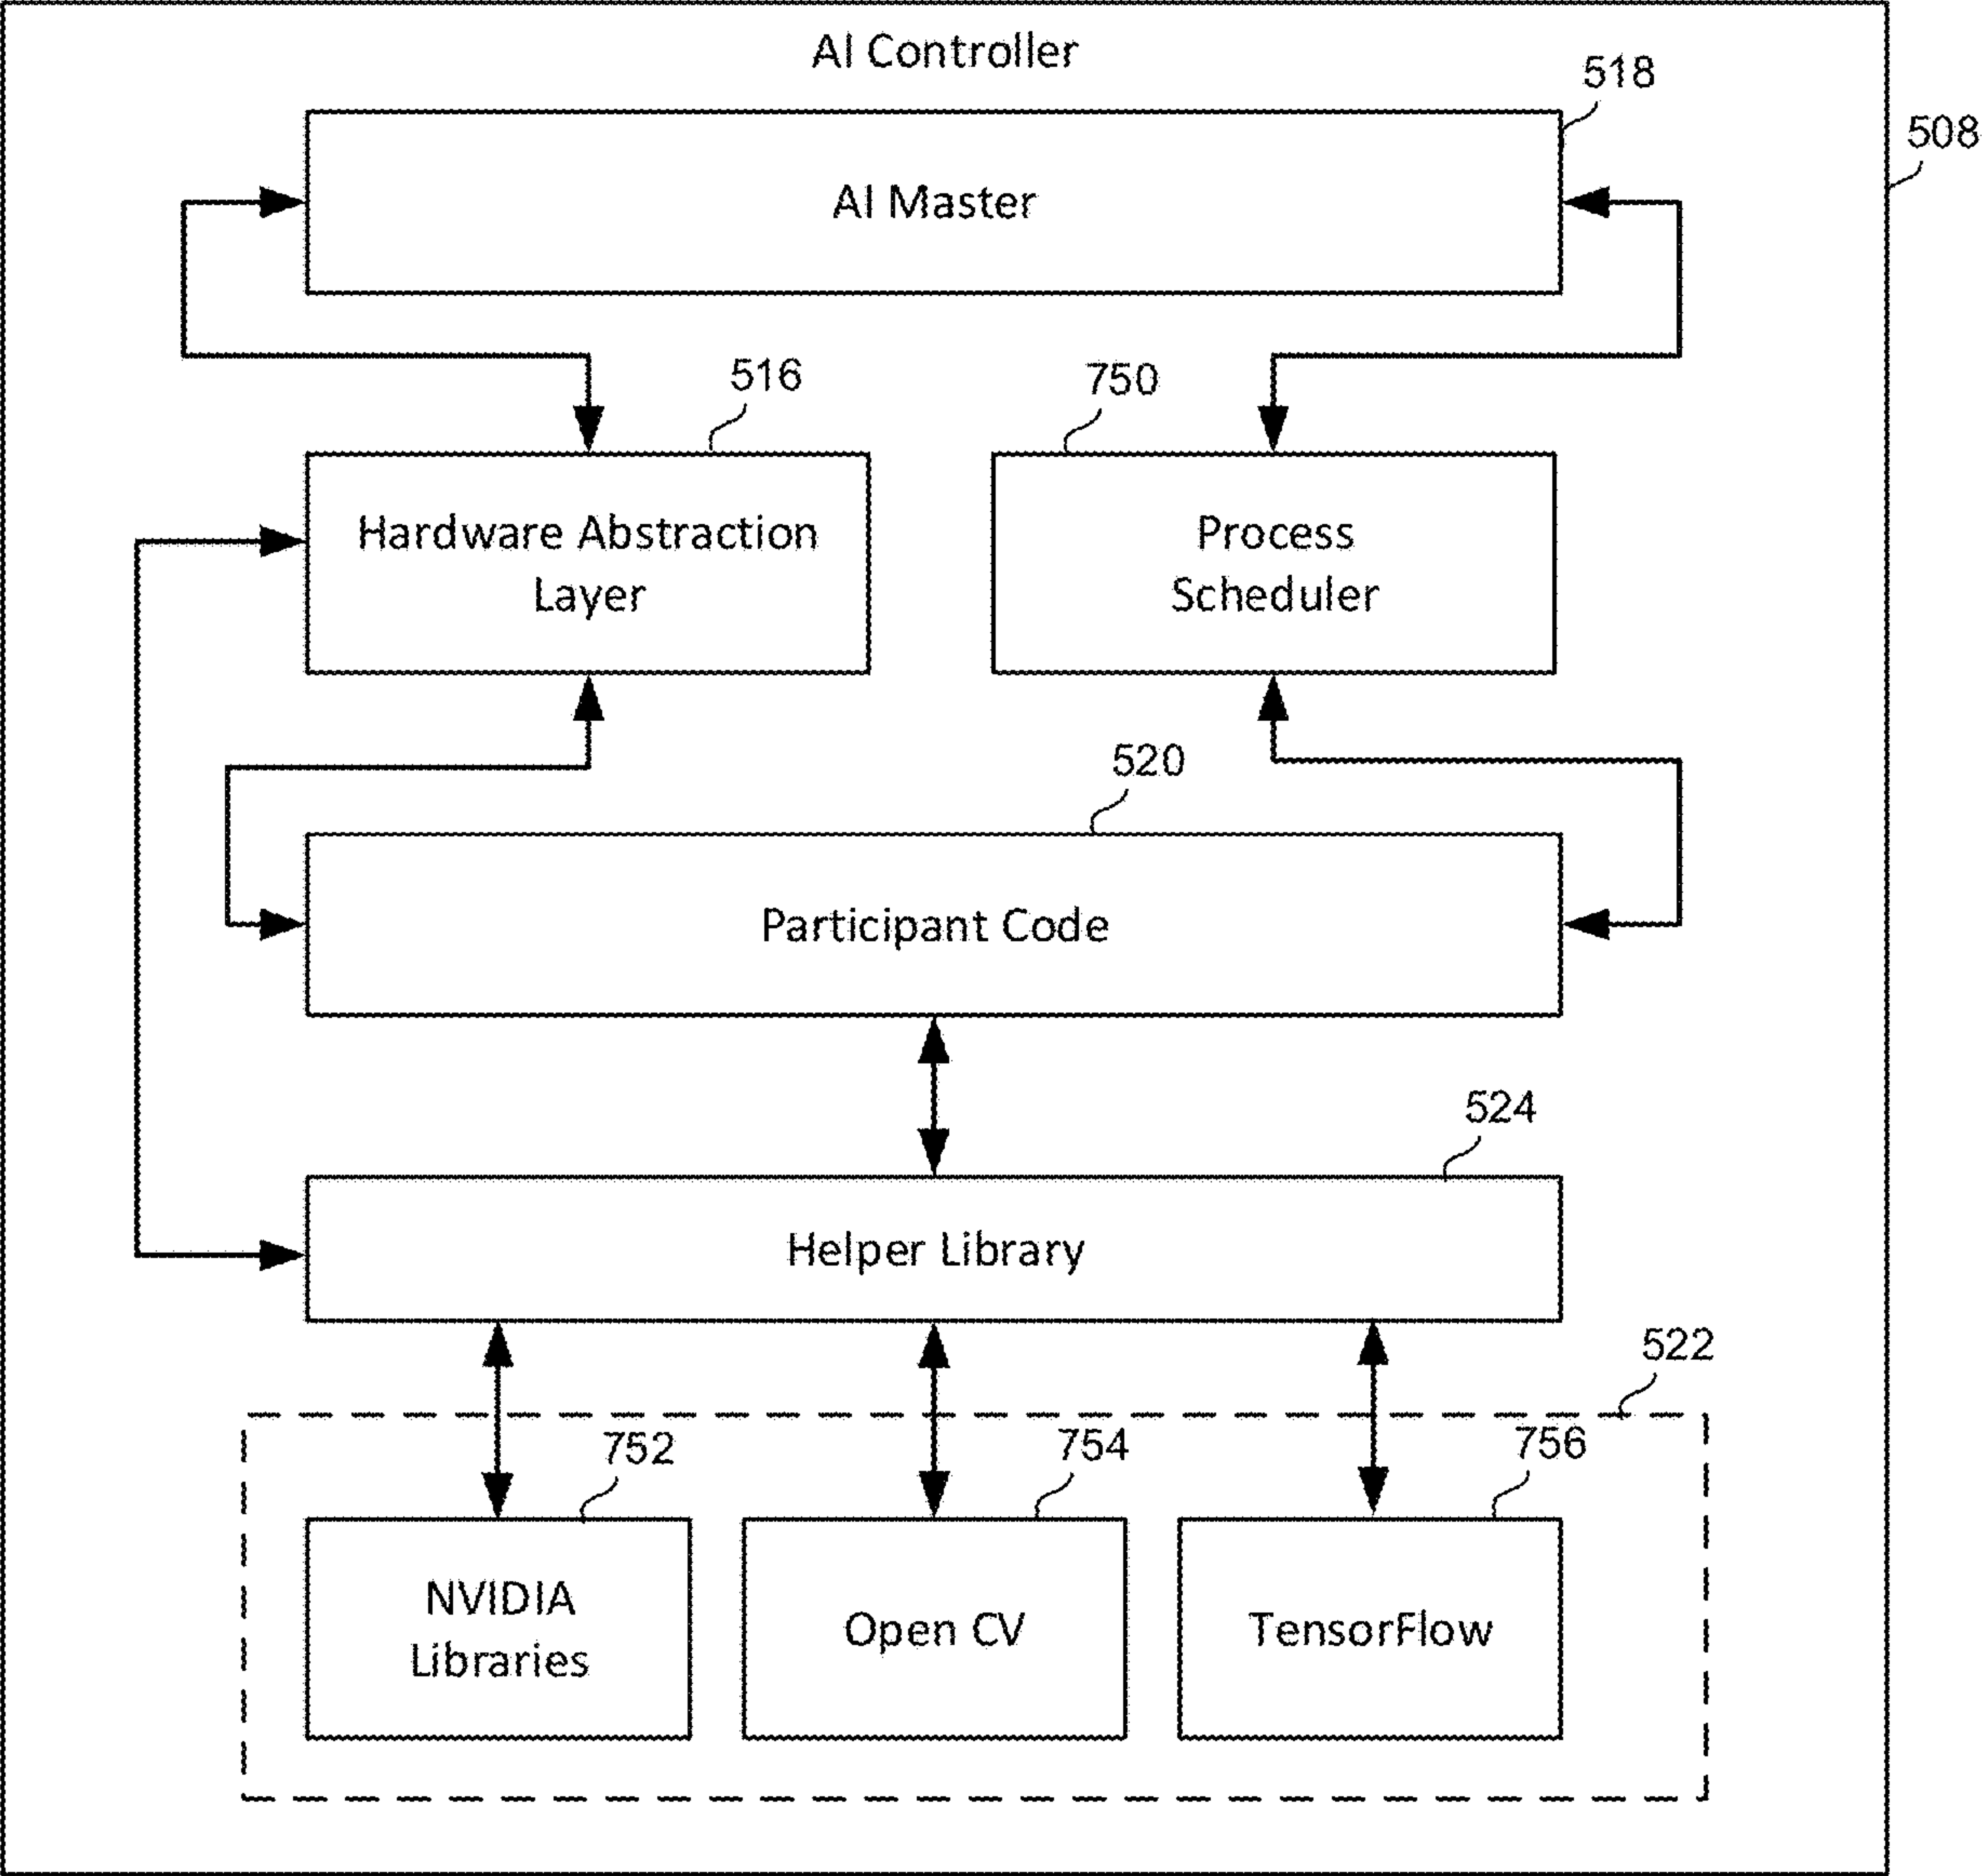 AI Controller
518
508
AI Master
516
750
Hardware Abstraction
Layer
Process
Scheduler
520
Participant Code
524
Helper Library
522
752
754
756
NVIDIA
Libraries
Open CV
TensorFlow